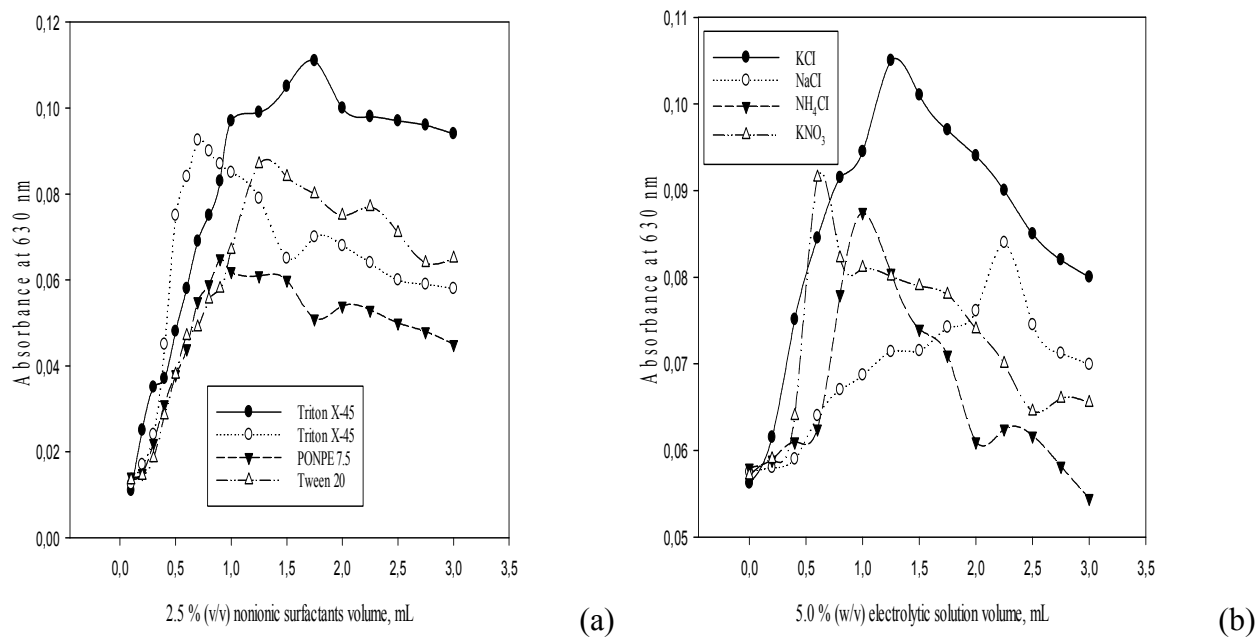 0,12
0,10
0,08
0,06
0,04
0,02
0,00
Absorbance at 630 nm
Triton X-45
Triton X-45
PONPE 7.5
Tween 20
0,0 0,5 1,0 1,5 2,0 2,5 3,0 3,5
2.5 % (v/v) nonionic surfactants volume, mL
(a)
0,11
0,10
0,09
0,08
0,07
0,06
0,05
Absorbance at 630 nm
KCl
NaCl
NH4Cl
KNO3
0,0 0,5 1,0 1,5 2,0 2,5 3,0 3,5
5.0 % (w/v) electrolytic solution volume, mL
(b)